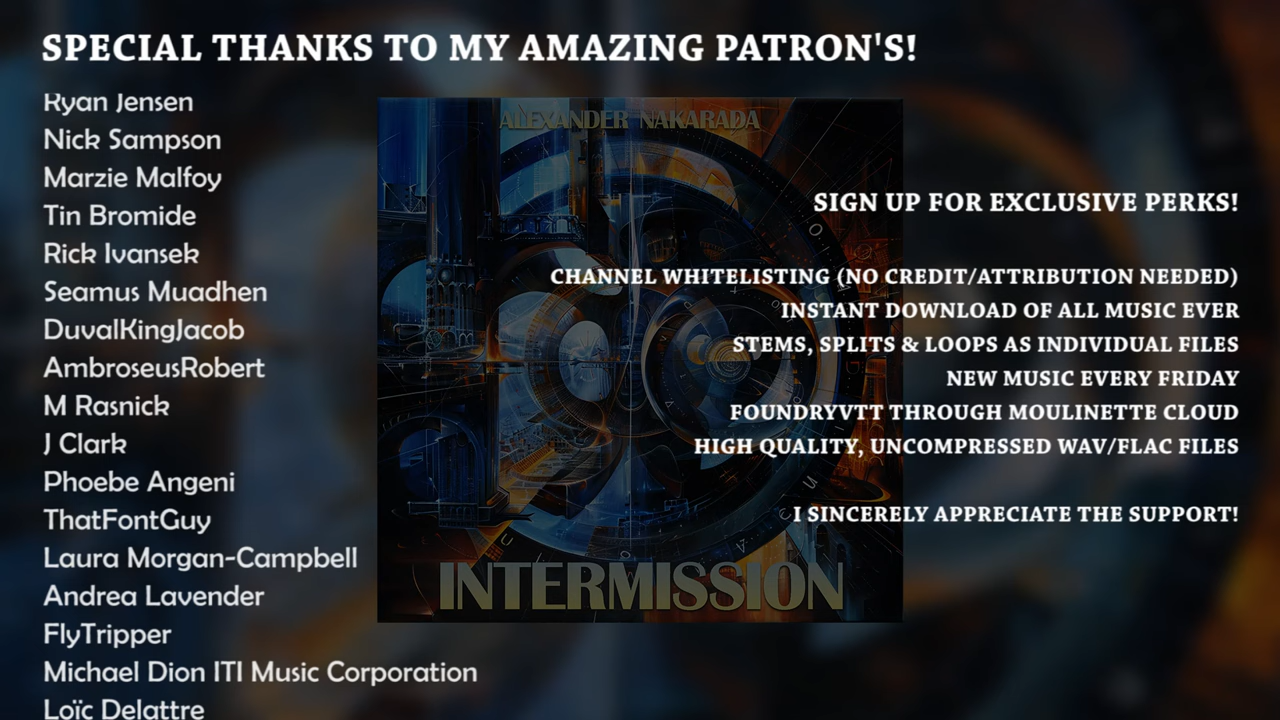 SPECIAL THANKS TO MY AMAZING PATRON'S!
Ryan Jensen
Nick Sampson
Marzie Malfoy
Tin Bromide
Rick Ivansek
Seamus Muadhen
DuvalKingJacob
AmbroseusRobert
M Rasnick
J Clark
Phoebe Angeni
ThatFontGuy
Laura Morgan-Campbell
Andrea Lavender
FlyTripper
Michael Dion ITI Music Corporation
Loïc Delattre
ALEXANDER NAKARADA
INTERMISSION
SIGN UP FOR EXCLUSIVE PERKS!
CHANNEL WHITELISTING (NO CREDIT/ATTRIBUTION NEEDED)
INSTANT DOWNLOAD OF ALL MUSIC EVER
STEMS, SPLITS & LOOPS AS INDIVIDUAL FILES
NEW MUSIC EVERY FRIDAY
FOUNDRYVTT THROUGH MOULINETTE CLOUD
HIGH QUALITY, UNCOMPRESSED WAV/FLAC FILES
I SINCERELY APPRECIATE THE SUPPORT!